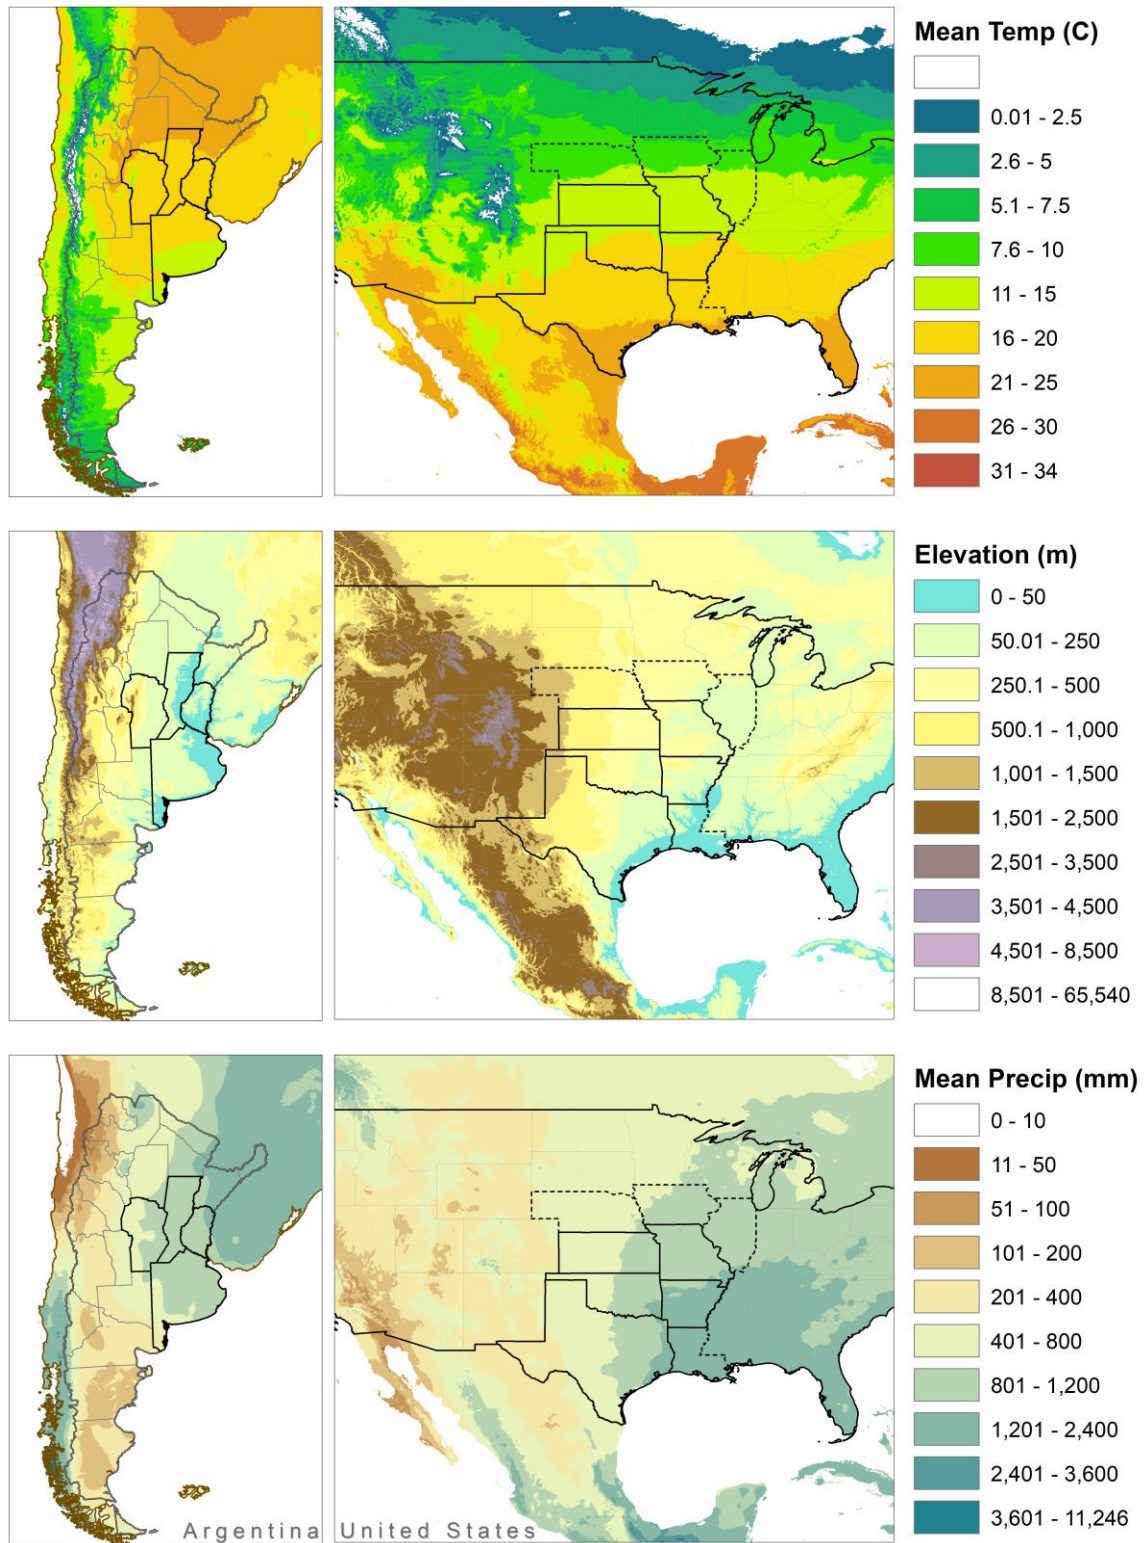 Mean Temp (C)
0.01 - 2.5
2.6 - 5
5.1 - 7.5
7.6 - 10
11 - 15
16 - 20
21 - 25
26 - 30
31 - 34
Elevation (m)
0 - 50
50.01 - 250
250.1 - 500
500.1 - 1,000
1,001 - 1,500
1,501 - 2,500
2,501 - 3,500
3,501 - 4,500
4,501 - 8,500
8,501 - 65,540
Mean Precip (mm)
0 - 10
11 - 50
51 - 100
101 - 200
201 - 400
401 - 800
801 - 1,200
1,201 - 2,400
2,401 - 3,600
3,601 - 11,246
Argentina
United States